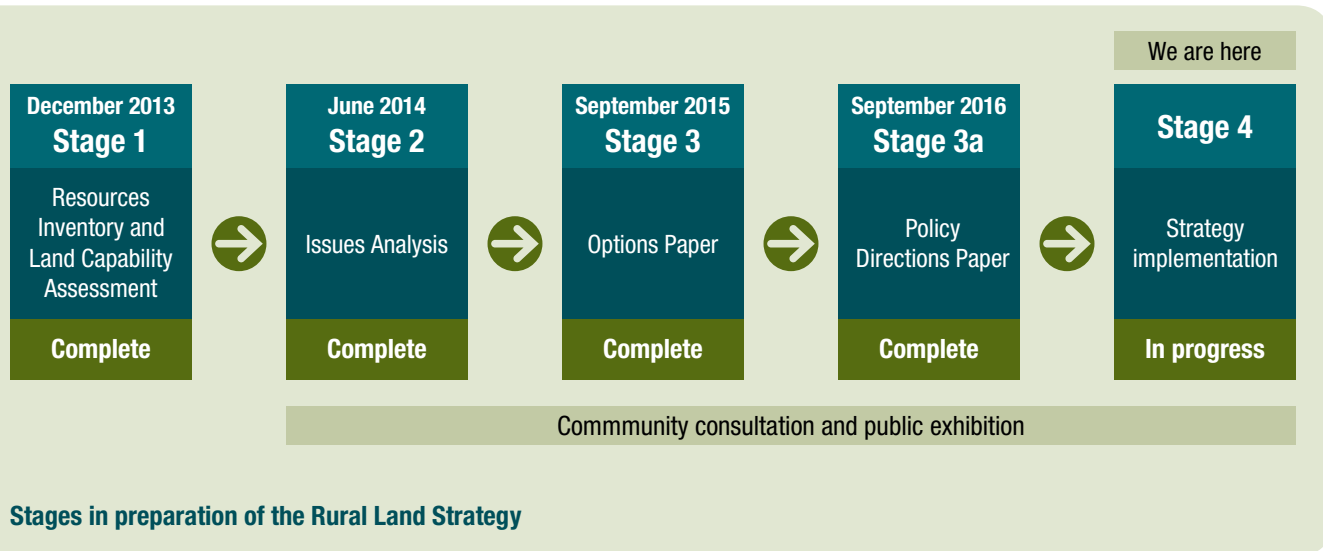 We are here
December 2013
Stage 1
Resources
Inventory and
Land Capability
Assessment
Complete
June 2014
Stage 2
Issues Analysis
Complete
September 2015
Stage 3
Options Paper
Complete
September 2016
Stage 3a
Policy
Directions Paper
Complete
Stage 4
Strategy
implementation
In progress
Commmunity consultation and public exhibition
Stages in preparation of the Rural Land Strategy